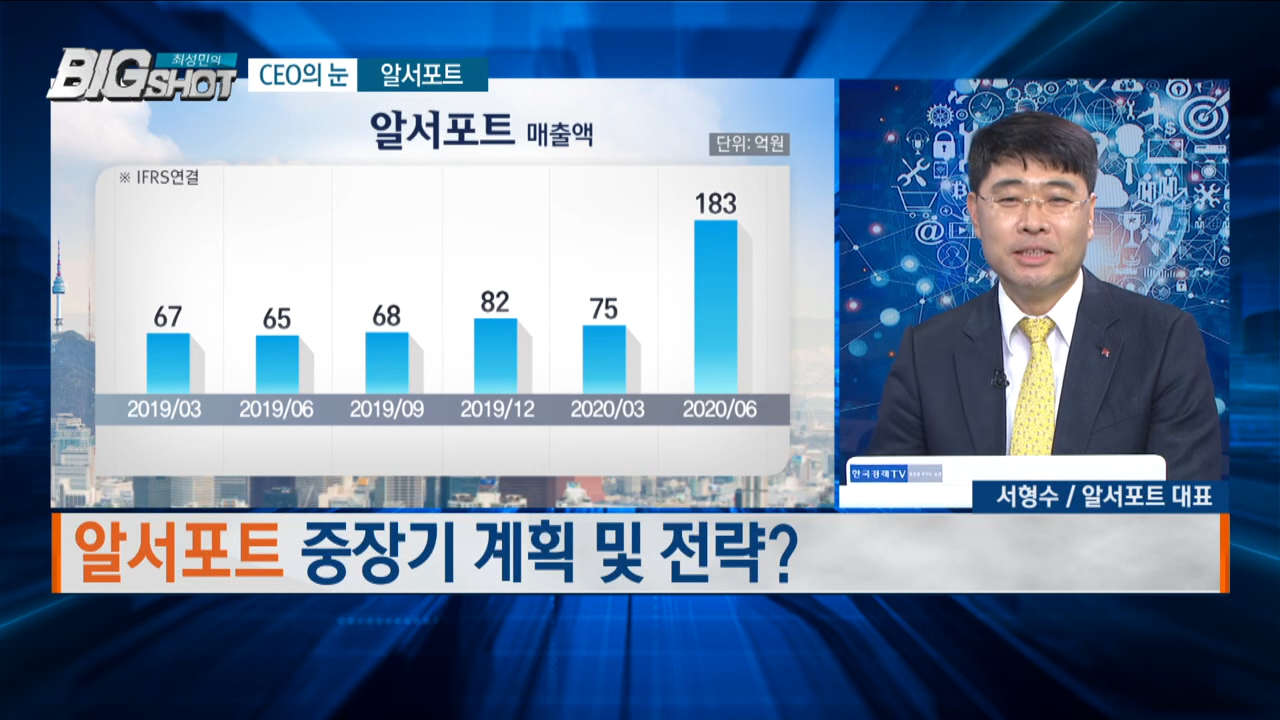 최성민의
BIGSHOT
CEO의 눈 알서포트
알서포트 매출액
단위: 억원
※ IFRS연결
67 65 68 82 75 183
2019/03 2019/06 2019/09 2019/12 2020/03 2020/06
한국경제TV
서형수 / 알서포트 대표
알서포트 중장기 계획 및 전략?